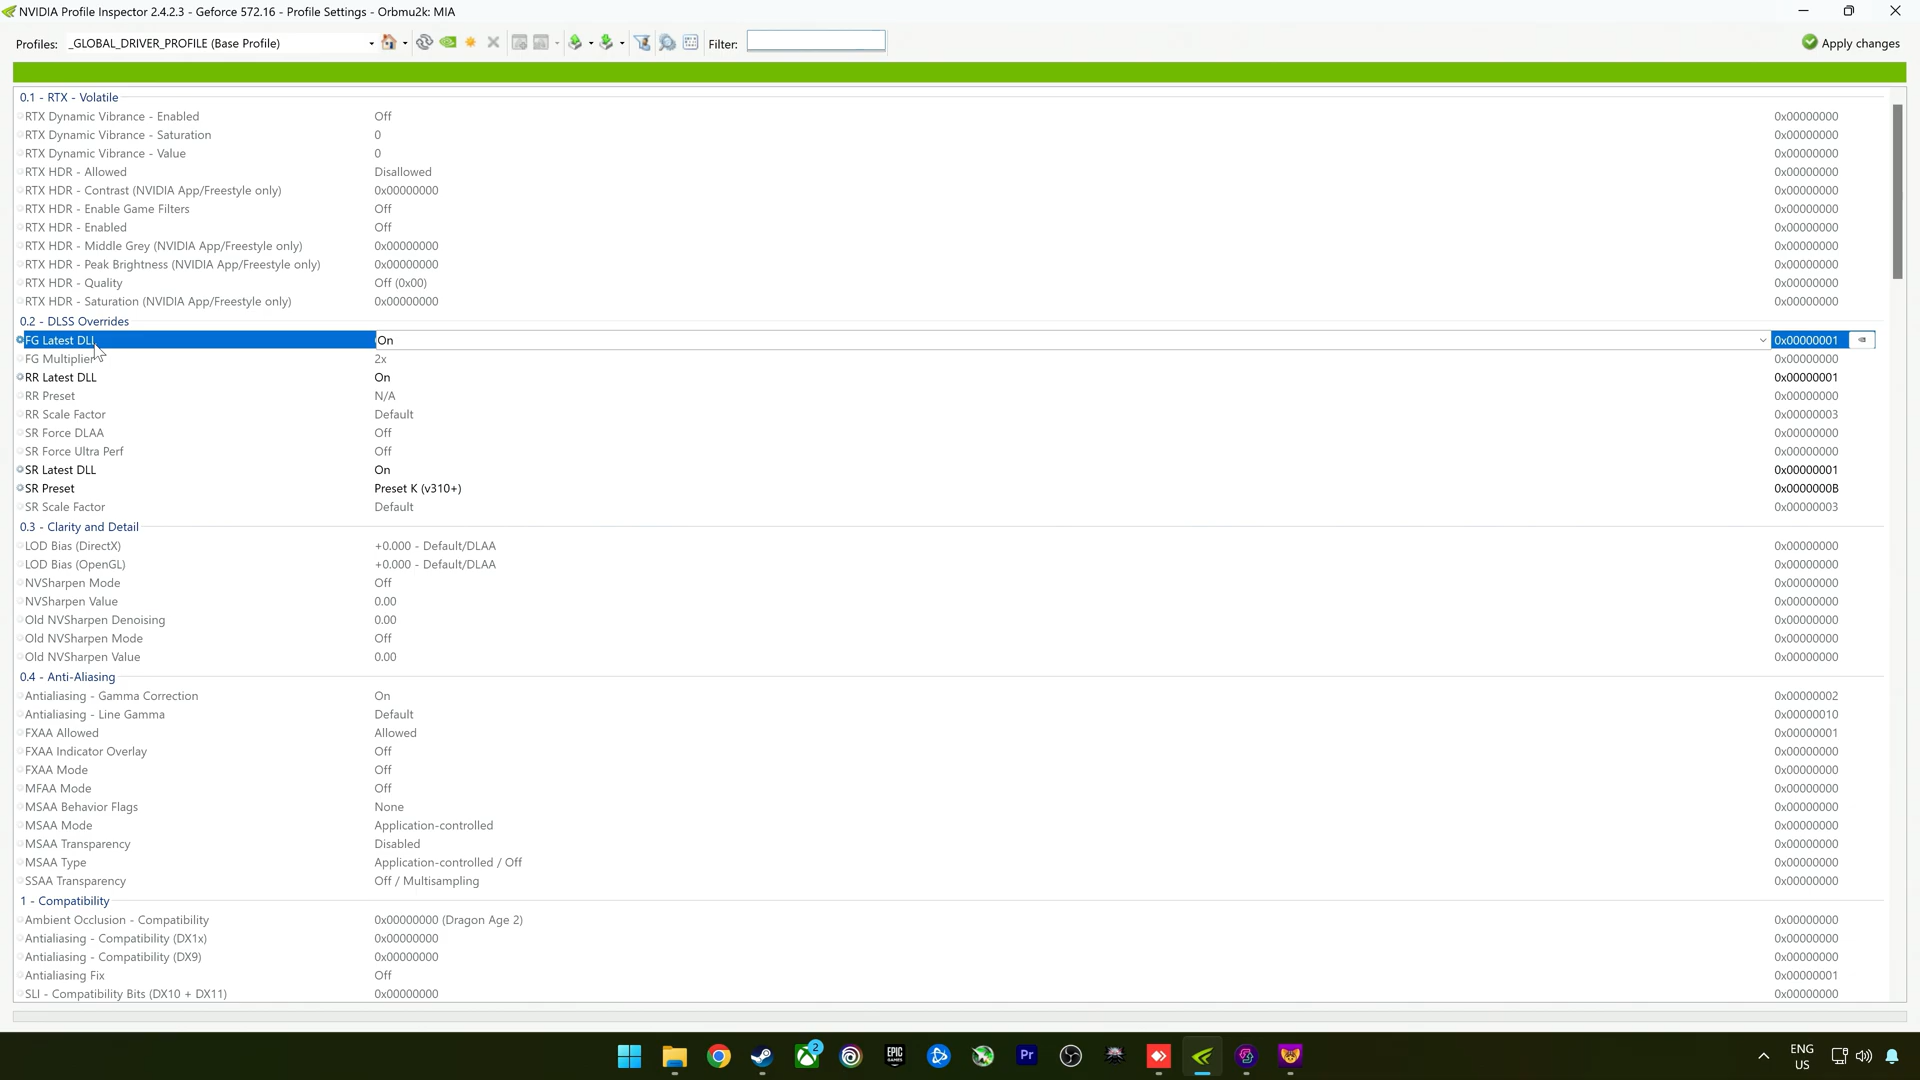 NVIDIA Profile Inspector 2.4.2.3 - Geforce 572.16 - Profile Settings - Orbmu2k: MIA
Profiles: _GLOBAL_DRIVER_PROFILE (Base Profile) Filter: Apply changes
0.1 - RTX - Volatile
RTX Dynamic Vibrance - Enabled Off 0x00000000
RTX Dynamic Vibrance - Saturation 0 0x00000000
RTX Dynamic Vibrance - Value 0 0x00000000
RTX HDR - Allowed Disallowed 0x00000000
RTX HDR - Contrast (NVIDIA App/Freestyle only) 0x00000000 0x00000000
RTX HDR - Enable Game Filters Off 0x00000000
RTX HDR - Enabled Off 0x00000000
RTX HDR - Middle Grey (NVIDIA App/Freestyle only) 0x00000000 0x00000000
RTX HDR - Peak Brightness (NVIDIA App/Freestyle only) 0x00000000 0x00000000
RTX HDR - Quality Off (0x00) 0x00000000
RTX HDR - Saturation (NVIDIA App/Freestyle only) 0x00000000 0x00000000
0.2 - DLSS Overrides
FG Latest DLL On 0x00000001
FG Multiplier 2x 0x00000000
RR Latest DLL On 0x00000001
RR Preset N/A 0x00000000
RR Scale Factor Default 0x00000003
SR Force DLAA Off 0x00000000
SR Force Ultra Perf Off 0x00000000
SR Latest DLL On 0x00000001
SR Preset Preset K (v310+) 0x0000000B
SR Scale Factor Default 0x00000003
0.3 - Clarity and Detail
LOD Bias (DirectX) +0.000 - Default/DLAA 0x00000000
LOD Bias (OpenGL) +0.000 - Default/DLAA 0x00000000
NVSharpen Mode Off 0x00000000
NVSharpen Value 0.00 0x00000000
Old NVSharpen Denoising 0.00 0x00000000
Old NVSharpen Mode Off 0x00000000
Old NVSharpen Value 0.00 0x00000000
0.4 - Anti-Aliasing
Antialiasing - Gamma Correction On 0x00000002
Antialiasing - Line Gamma Default 0x00000010
FXAA Allowed Allowed 0x00000001
FXAA Indicator Overlay Off 0x00000000
FXAA Mode Off 0x00000000
MFAA Mode Off 0x00000000
MSAA Behavior Flags None 0x00000000
MSAA Mode Application-controlled 0x00000000
MSAA Transparency Disabled 0x00000000
MSAA Type Application-controlled / Off 0x00000000
SSAA Transparency Off / Multisampling 0x00000000
1 - Compatibility
Ambient Occlusion - Compatibility 0x00000000 (Dragon Age 2) 0x00000000
Antialiasing - Compatibility (DX1x) 0x00000000 0x00000000
Antialiasing - Compatibility (DX9) 0x00000000 0x00000000
Antialiasing Fix Off 0x00000001
SLI - Compatibility Bits (DX10 + DX11) 0x00000000 0x00000000
2 EPIC GAMES Pr ENG
US